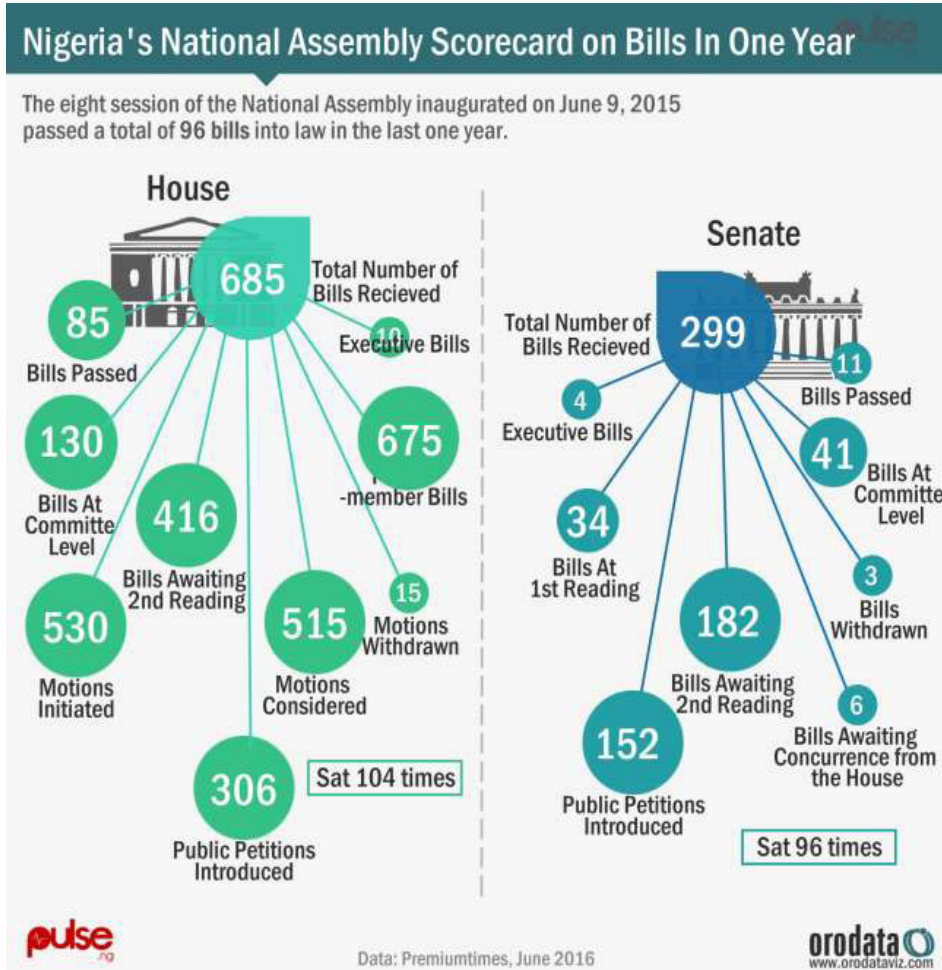 Nigeria's National Assembly Scorecard on Bills In One Year
pulse
The eight session of the National Assembly inaugurated on June 9, 2015
passed a total of 96 bills into law in the last one year.
House
685
Total Number of
Bills Recieved
85
Bills Passed
10
Executive Bills
130
Bills At
Committe
Level
675
-member Bills
416
Bills Awaiting
2nd Reading
530
Motions
Initiated
515
Motions
Considered
15
Motions
Withdrawn
306
Public Petitions
Introduced
Sat 104 times
Senate
Total Number of
Bills Recieved
299
4
Executive Bills
11
Bills Passed
41
Bills At
Committe
Level
34
Bills At
1st Reading
3
Bills
Withdrawn
182
Bills Awaiting
2nd Reading
6
Bills Awaiting
Concurrence from
the House
152
Public Petitions
Introduced
Sat 96 times
pulse
.ng
Data: Premiumtimes, June 2016
orodata
www.orodataviz.com